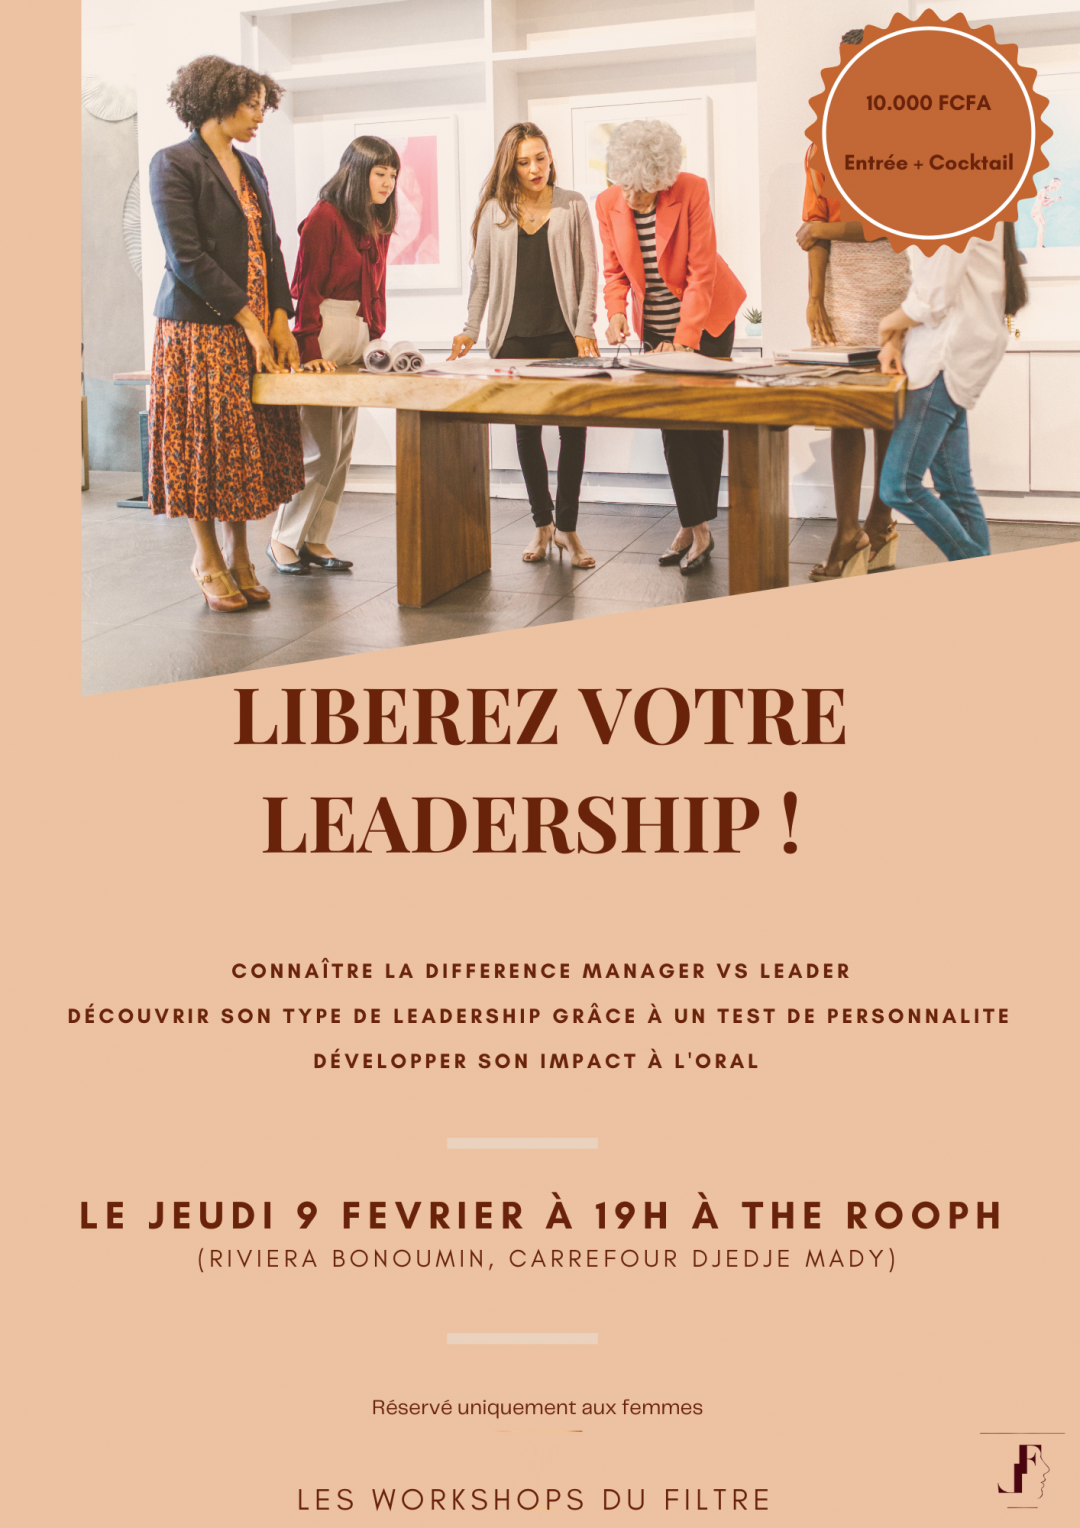 10.000 FCFA
Entrée + Cocktail
LIBEREZ VOTRE
LEADERSHIP !
CONNAÎTRE LA DIFFERENCE MANAGER VS LEADER
DÉCOUVRIR SON TYPE DE LEADERSHIP GRÂCE À UN TEST DE PERSONNALITE
DÉVELOPPER SON IMPACT À L'ORAL
LE JEUDI 9 FEVRIER À 19H À THE ROOPH
(RIVIERA BONOUMIN, CARREFOUR DJEDJE MADY)
Réservé uniquement aux femmes
LES WORKSHOPS DU FILTRE